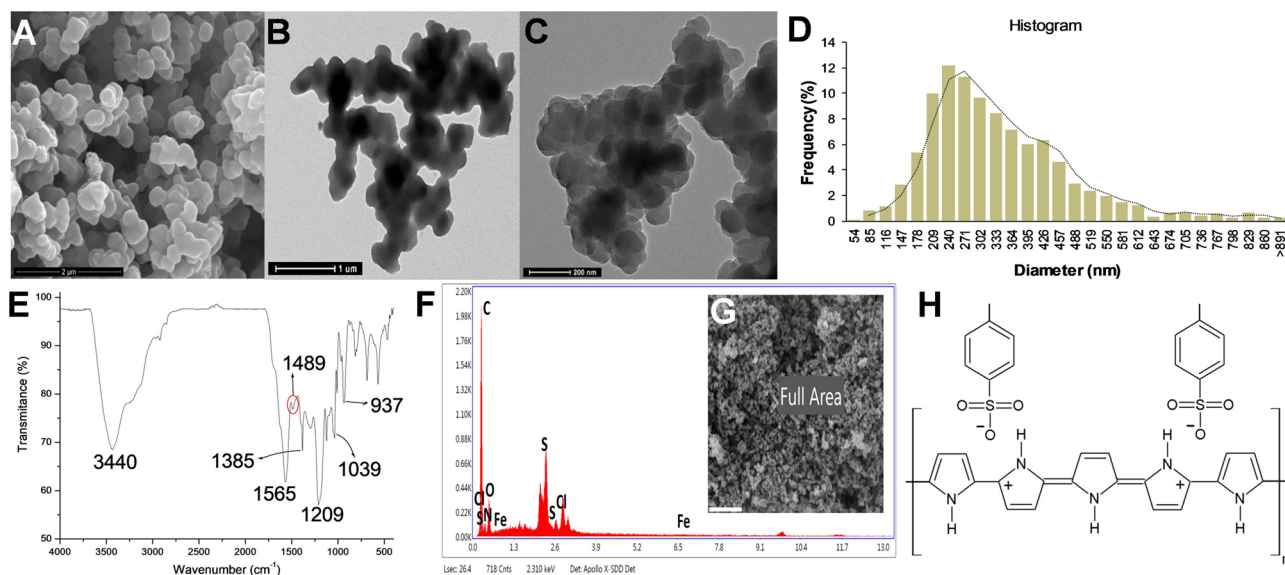 A
2 µm
B
1 um
C
200 nm
D
Histogram
Frequency (%)
14
12
10
8
6
4
2
0
54
85
116
147
178
209
240
271
302
333
364
395
426
457
488
519
550
581
612
643
674
705
736
767
798
829
860
>891
Diameter (nm)
E
Transmitance (%)
100
90
80
70
60
50
3440
1565
1489
1385
1209
1039
937
4000
3500
3000
2500
2000
1500
1000
500
Wavenumber (cm⁻¹)
F
2.20K
1.98K
1.76K
1.54K
1.32K
1.10K
0.88K
0.66K
0.44K
0.22K
0.00K
C
Cl
O
S
N
Fe
S
S
Cl
Fe
0.0
1.3
2.6
3.9
5.2
6.5
7.8
9.1
10.4
11.7
13.0
Lsec: 26.4 718 Cnts 2.310 keV Det: Apollo X-SDD Det
G
Full Area
H
O S O
⁻O
O S O
⁻O
H
H
N
N
+
+
N
N
N
H
H
H
n